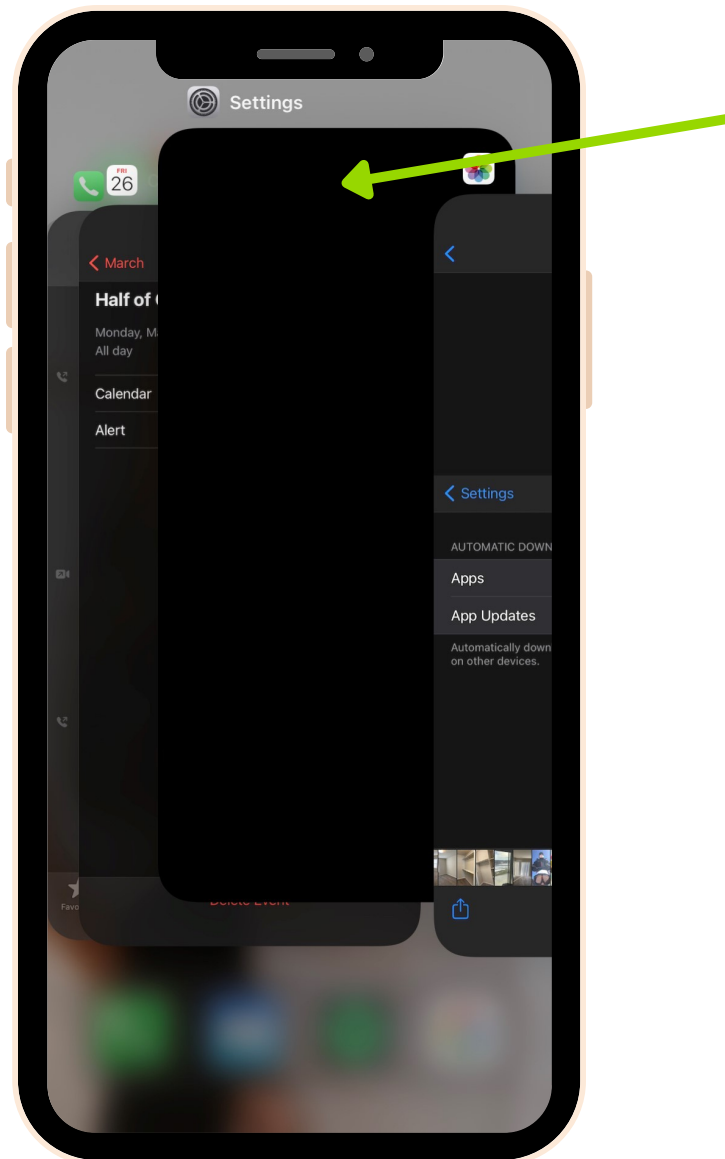 Settings
FRI
26
March
Half of
Monday, M
All day
Calendar
Alert
Settings
AUTOMATIC DOWN
Apps
App Updates
Automatically down
on other devices.
Delete Event
Favo